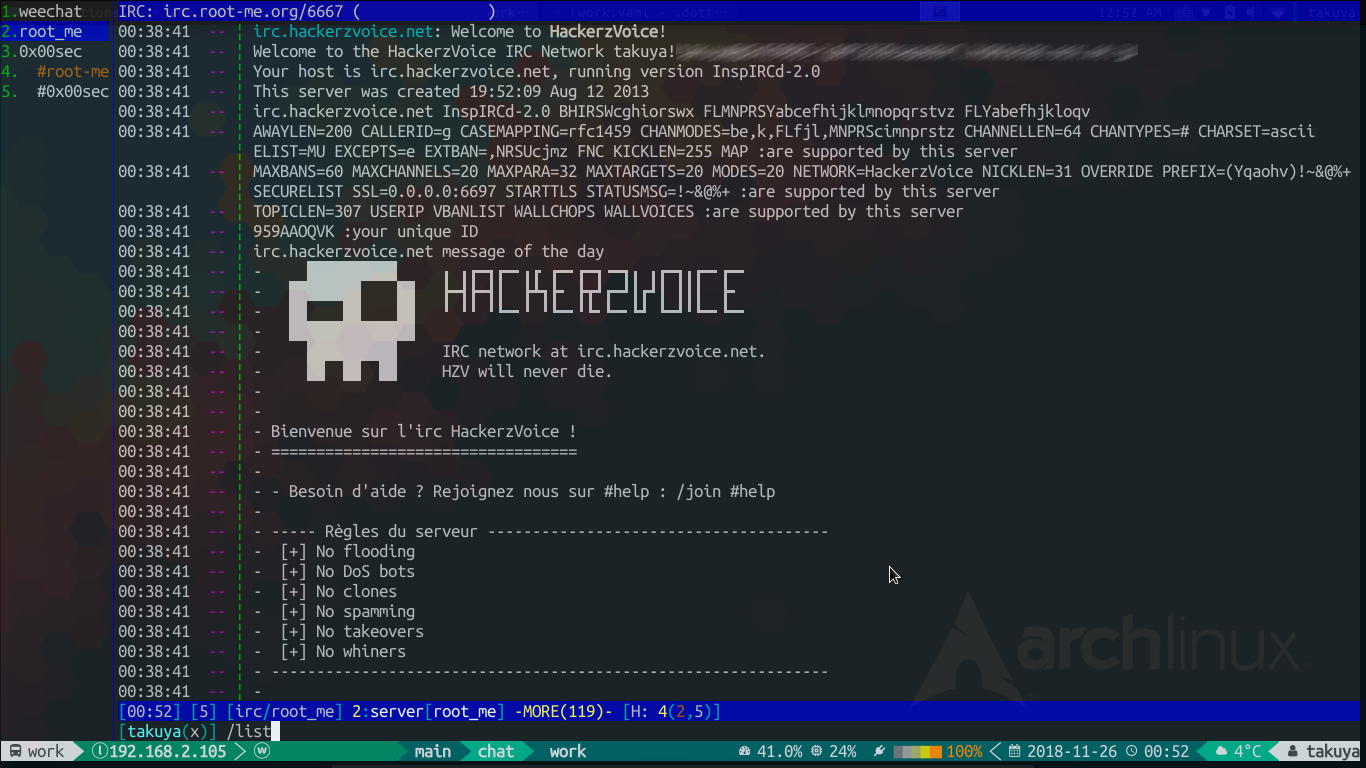 1.weechat IRC: irc.root-me.org/6667 ( ) 12:52 AM takuya
2.root_me 00:38:41 -- irc.hackerzvoice.net: Welcome to HackerzVoice!
3.0x00sec 00:38:41 -- Welcome to the HackerzVoice IRC Network takuya!
4. #root-me 00:38:41 -- Your host is irc.hackerzvoice.net, running version InspIRCd-2.0
5. #0x00sec 00:38:41 -- This server was created 19:52:09 Aug 12 2013
00:38:41 -- irc.hackerzvoice.net InspIRCd-2.0 BHIRSWcghiorswx FLMNPRSYabcefhijklmnopqrstvz FLYabefhjkloqv
00:38:41 -- AWAYLEN=200 CALLERID=g CASEMAPPING=rfc1459 CHANMODES=be,k,FLfjl,MNPRScimnprstz CHANNELLEN=64 CHANTYPES=# CHARSET=ascii
ELIST=MU EXCEPTS=e EXTBAN=,NRSUcjmz FNC KICKLEN=255 MAP :are supported by this server
00:38:41 -- MAXBANS=60 MAXCHANNELS=20 MAXPARA=32 MAXTARGETS=20 MODES=20 NETWORK=HackerzVoice NICKLEN=31 OVERRIDE PREFIX=(Yqaohv)!~&@%+
SECURELIST SSL=0.0.0.0:6697 STARTTLS STATUSMSG=!~&@%+ :are supported by this server
00:38:41 -- TOPICLEN=307 USERIP VBANLIST WALLCHOPS WALLVOICES :are supported by this server
00:38:41 -- 959AAOQVK :your unique ID
00:38:41 -- irc.hackerzvoice.net message of the day
00:38:41 -- -
00:38:41 -- - HACKERZVOICE
00:38:41 -- -
00:38:41 -- -
00:38:41 -- - IRC network at irc.hackerzvoice.net.
00:38:41 -- - HZV will never die.
00:38:41 -- -
00:38:41 -- -
00:38:41 -- - Bienvenue sur l'irc HackerzVoice !
00:38:41 -- - ==================================
00:38:41 -- -
00:38:41 -- - - Besoin d'aide ? Rejoignez nous sur #help : /join #help
00:38:41 -- -
00:38:41 -- - ----- Règles du serveur --------------------------------------
00:38:41 -- - [+] No flooding
00:38:41 -- - [+] No DoS bots
00:38:41 -- - [+] No clones
00:38:41 -- - [+] No spamming
00:38:41 -- - [+] No takeovers
00:38:41 -- - [+] No whiners
00:38:41 -- - --------------------------------------------------------------
00:38:41 -- -
archlinux
[00:52] [5] [irc/root_me] 2:server[root_me] -MORE(119)- [H: 4(2,5)]
[takuya(x)] /list
work 192.168.2.105 main chat work 41.0% 24% 100% 2018-11-26 00:52 4°C takuya